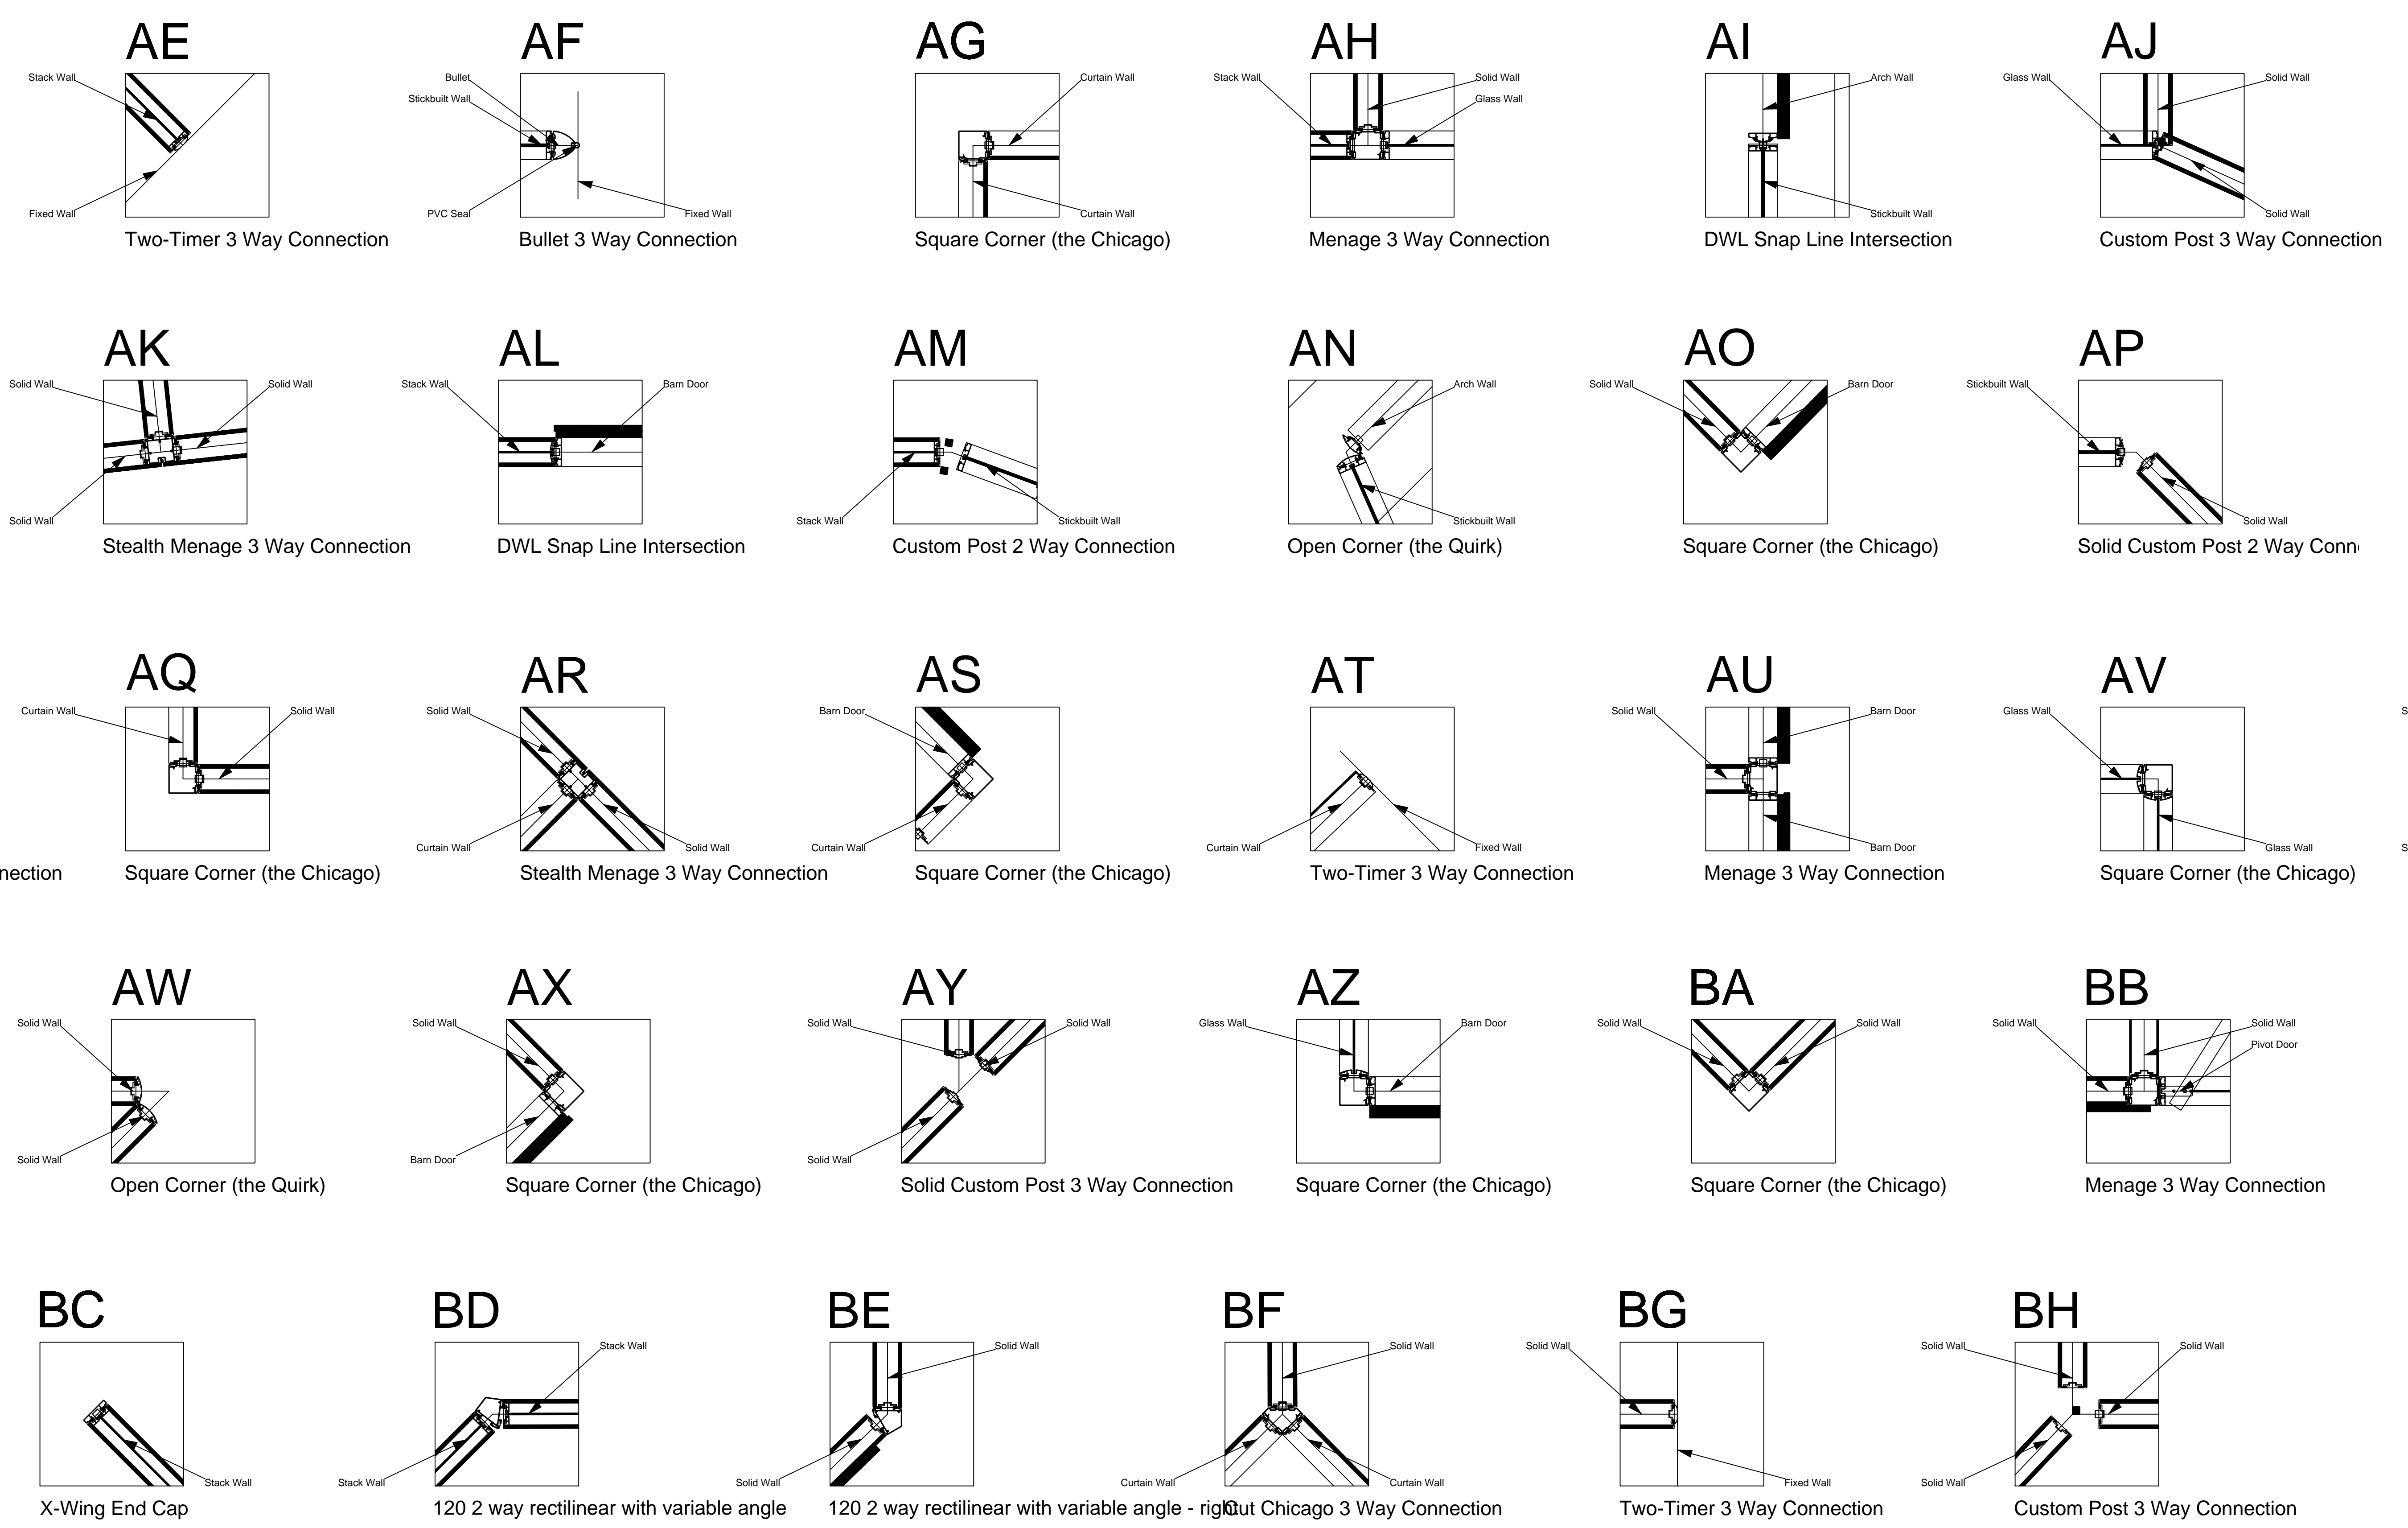 AE
Stack Wall
Fixed Wall
Two-Timer 3 Way Connection
AF
Bullet
Stickbuilt Wall
PVC Seal
Fixed Wall
Bullet 3 Way Connection
AG
Curtain Wall
Curtain Wall
Square Corner (the Chicago)
AH
Stack Wall
Solid Wall
Glass Wall
Menage 3 Way Connection
AI
Arch Wall
Stickbuilt Wall
DWL Snap Line Intersection
AJ
Glass Wall
Solid Wall
Solid Wall
Custom Post 3 Way Connection
AK
Solid Wall
Solid Wall
Solid Wall
Stealth Menage 3 Way Connection
AL
Stack Wall
Barn Door
DWL Snap Line Intersection
AM
Stack Wall
Stickbuilt Wall
Custom Post 2 Way Connection
AN
Arch Wall
Stickbuilt Wall
Open Corner (the Quirk)
AO
Solid Wall
Barn Door
Square Corner (the Chicago)
AP
Stickbuilt Wall
Solid Wall
Solid Custom Post 2 Way Conn
nection
AQ
Curtain Wall
Solid Wall
Square Corner (the Chicago)
AR
Solid Wall
Curtain Wall
Solid Wall
Stealth Menage 3 Way Connection
AS
Barn Door
Curtain Wall
Square Corner (the Chicago)
AT
Curtain Wall
Fixed Wall
Two-Timer 3 Way Connection
AU
Solid Wall
Barn Door
Barn Door
Menage 3 Way Connection
AV
Glass Wall
Glass Wall
Square Corner (the Chicago)
S
S
AW
Solid Wall
Solid Wall
Open Corner (the Quirk)
AX
Solid Wall
Barn Door
Square Corner (the Chicago)
AY
Solid Wall
Solid Wall
Solid Wall
Solid Custom Post 3 Way Connection
AZ
Glass Wall
Barn Door
Square Corner (the Chicago)
BA
Solid Wall
Solid Wall
Square Corner (the Chicago)
BB
Solid Wall
Solid Wall
Pivot Door
Menage 3 Way Connection
BC
Stack Wall
X-Wing End Cap
BD
Stack Wall
Stack Wall
120 2 way rectilinear with variable angle
BE
Solid Wall
Solid Wall
120 2 way rectilinear with variable angle - right
BF
Solid Wall
Curtain Wall
Curtain Wall
Cut Chicago 3 Way Connection
BG
Solid Wall
Fixed Wall
Two-Timer 3 Way Connection
BH
Solid Wall
Solid Wall
Solid Wall
Custom Post 3 Way Connection